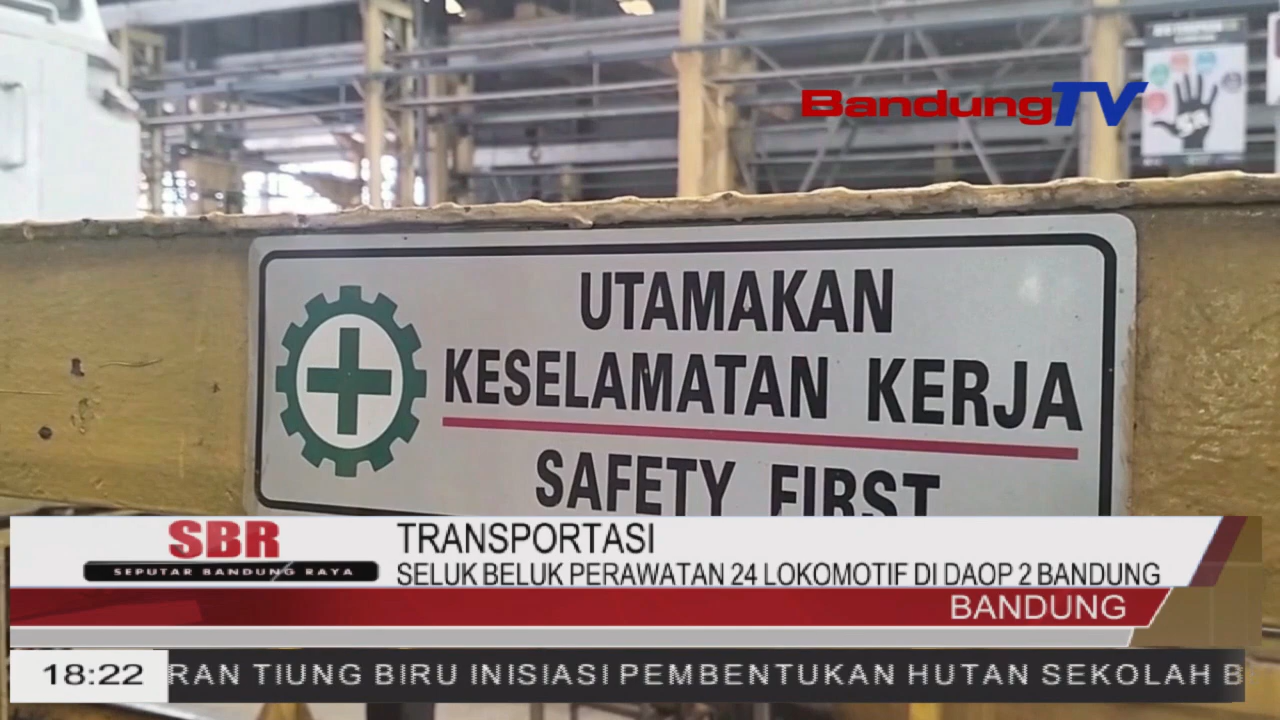 BandungTV
UTAMAKAN
KESELAMATAN KERJA
SAFETY FIRST
SBR
SEPUTAR BANDUNG RAYA
TRANSPORTASI
SELUK BELUK PERAWATAN 24 LOKOMOTIF DI DAOP 2 BANDUNG
BANDUNG
18:22
RAN TIUNG BIRU INISIASI PEMBENTUKAN HUTAN SEKOLAH B